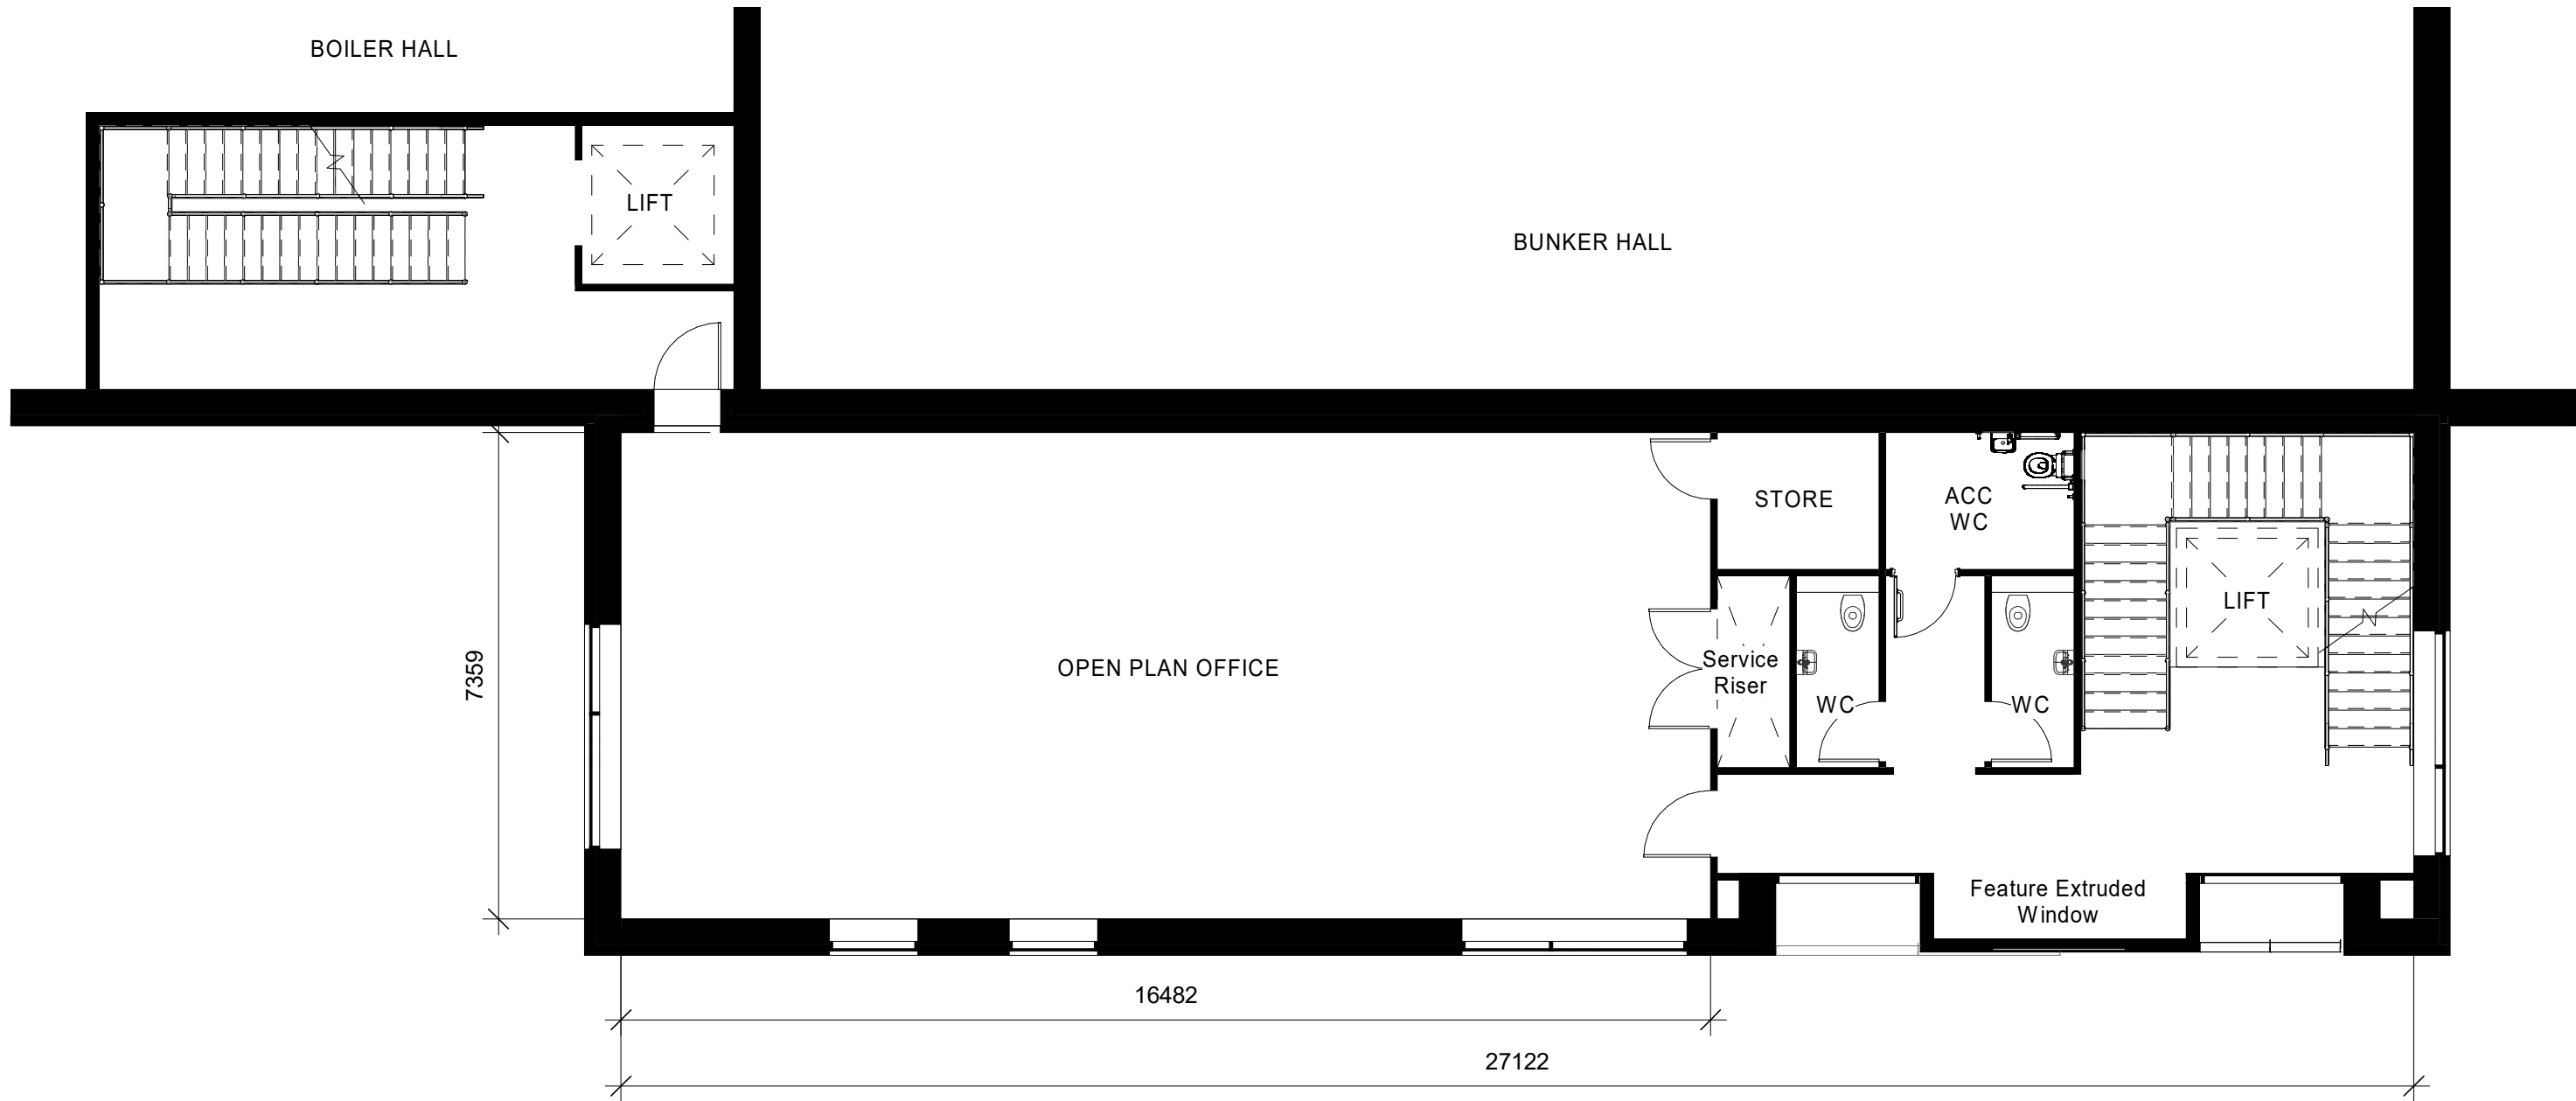 BOILER HALL
LIFT
BUNKER HALL
STORE
ACC
WC
LIFT
OPEN PLAN OFFICE
Service
Riser
WC
WC
7359
Feature Extruded
Window
16482
27122